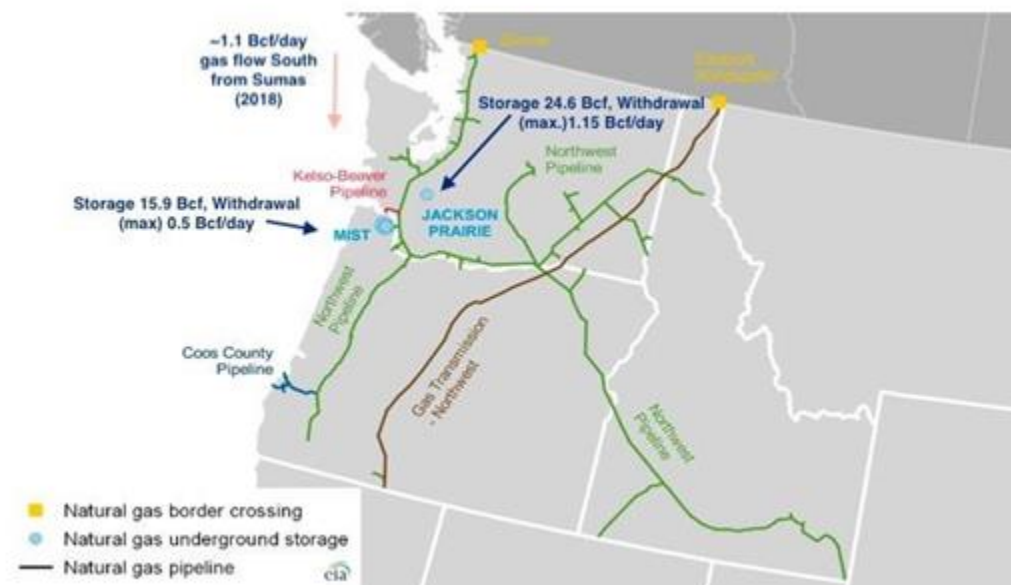 ~1.1 Bcf/day
gas flow South
from Sumas
(2018)
Sumas
Storage 24.6 Bcf, Withdrawal
(max.)1.15 Bcf/day
Northwest
Pipeline
Kelso-Beaver
Pipeline
Storage 15.9 Bcf, Withdrawal
(max) 0.5 Bcf/day
MIST
JACKSON
PRAIRIE
Northwest
Pipeline
Coos County
Pipeline
Gas Transmission
- Northwest
Northwest
Pipeline
Natural gas border crossing
Natural gas underground storage
Natural gas pipeline
eia